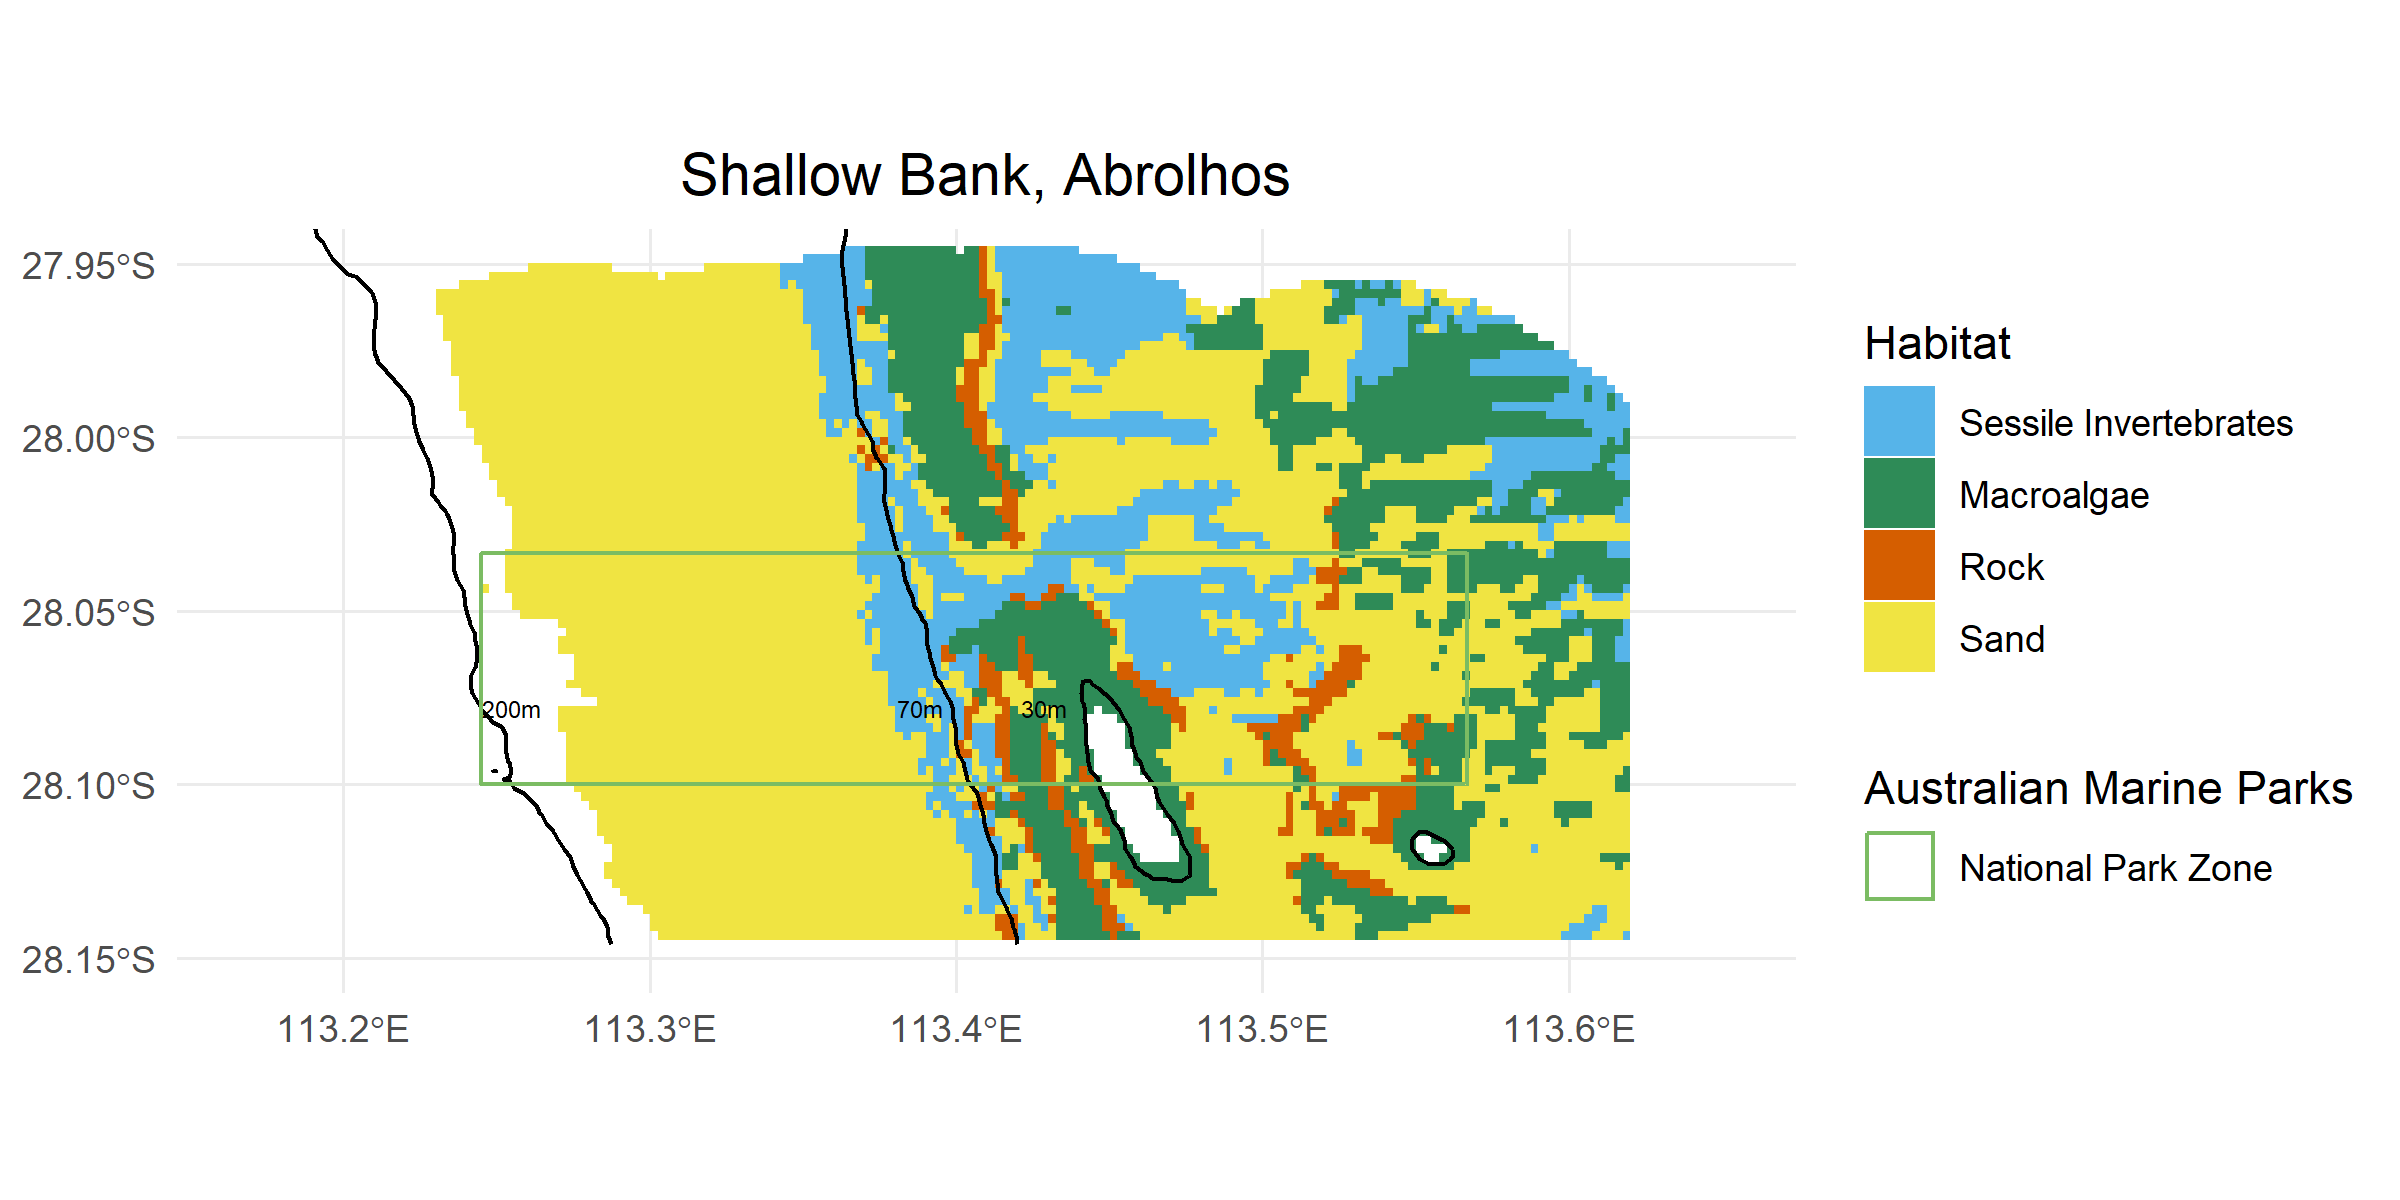 Shallow Bank, Abrolhos
27.95°S
28.00°S
28.05°S
28.10°S
28.15°S
200m
70m
30m
113.2°E
113.3°E
113.4°E
113.5°E
113.6°E
Habitat
Sessile Invertebrates
Macroalgae
Rock
Sand
Australian Marine Parks
National Park Zone